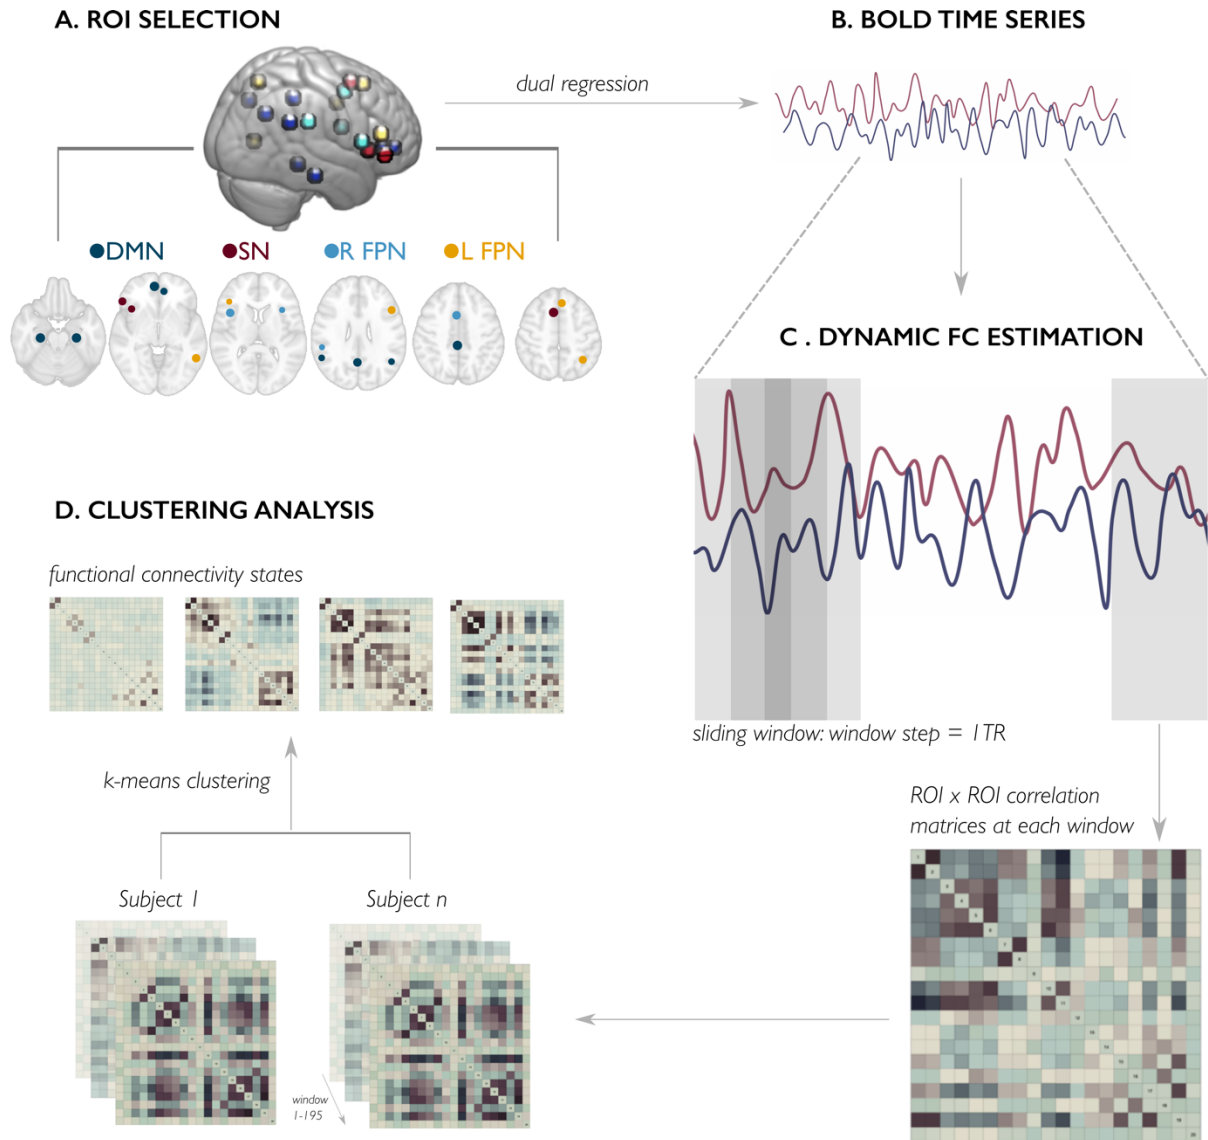 A. ROI SELECTION
B. BOLD TIME SERIES
dual regression
DMN
SN
R FPN
L FPN
C . DYNAMIC FC ESTIMATION
D. CLUSTERING ANALYSIS
functional connectivity states
sliding window: window step = 1TR
k-means clustering
ROI x ROI correlation
matrices at each window
Subject 1
Subject n
window
1-195